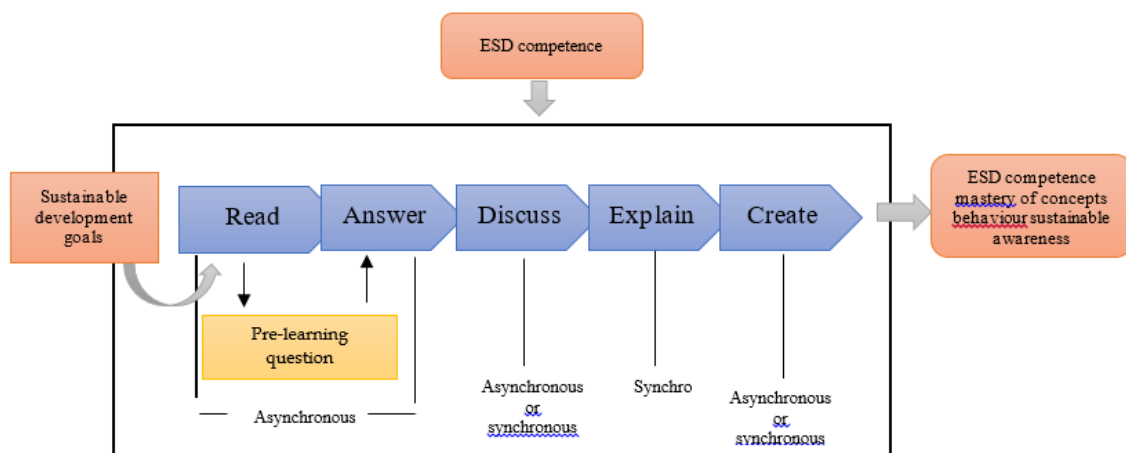 ESD competence
Sustainable
development
goals
Read
Answer
Discuss
Explain
Create
ESD competence
mastery of concepts
behaviour sustainable
awareness
Pre-learning
question
Asynchronous
Asynchronous
or
synchronous
Synchro
Asynchronous
or
synchronous